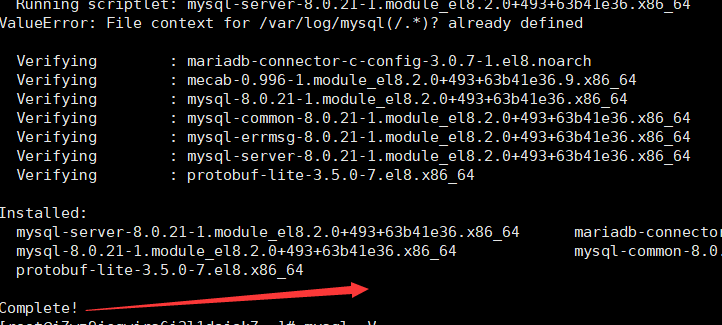 Running scriptlet: mysql-server-8.0.21-1.module_el8.2.0+493+63b41e36.x86_64
ValueError: File context for /var/log/mysql(/.*)? already defined
Verifying : mariadb-connector-c-config-3.0.7-1.el8.noarch
Verifying : mecab-0.996-1.module_el8.2.0+493+63b41e36.9.x86_64
Verifying : mysql-8.0.21-1.module_el8.2.0+493+63b41e36.x86_64
Verifying : mysql-common-8.0.21-1.module_el8.2.0+493+63b41e36.x86_64
Verifying : mysql-errmsg-8.0.21-1.module_el8.2.0+493+63b41e36.x86_64
Verifying : mysql-server-8.0.21-1.module_el8.2.0+493+63b41e36.x86_64
Verifying : protobuf-lite-3.5.0-7.el8.x86_64
Installed:
mysql-server-8.0.21-1.module_el8.2.0+493+63b41e36.x86_64 mariadb-connector
mysql-8.0.21-1.module_el8.2.0+493+63b41e36.x86_64 mysql-common-8.0.
protobuf-lite-3.5.0-7.el8.x86_64
Complete!